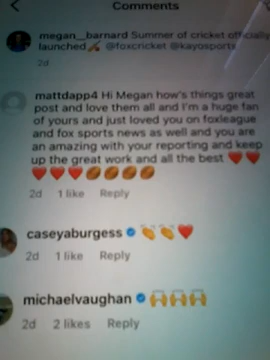 Comments
megan__barnard Summer of cricket officially
launched🏏 @foxcricket @kayosports
2d
mattdapp4 Hi Megan how's things great
post and love them all and I'm a huge fan
of yours and just loved you on foxleague
and fox sports news as well and you are
an amazing with your reporting and keep
up the great work and all the best ❤️❤️
❤️❤️❤️🏉🏉🏉🏉
2d 1 like Reply
caseyaburgess 👏👏❤️
2d 1 like Reply
michaelvaughan 🙌🙌🙌
2d 2 likes Reply